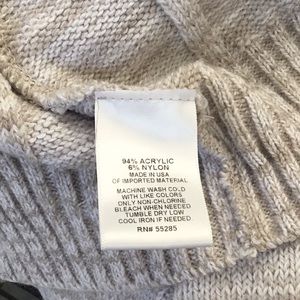 94% ACRYLIC
6% NYLON
MADE IN USA
OF IMPORTED MATERIAL
MACHINE WASH COLD
WITH LIKE COLORS
ONLY NON-CHLORINE
BLEACH WHEN NEEDED
TUMBLE DRY LOW
COOL IRON IF NEEDED
RN# 55285